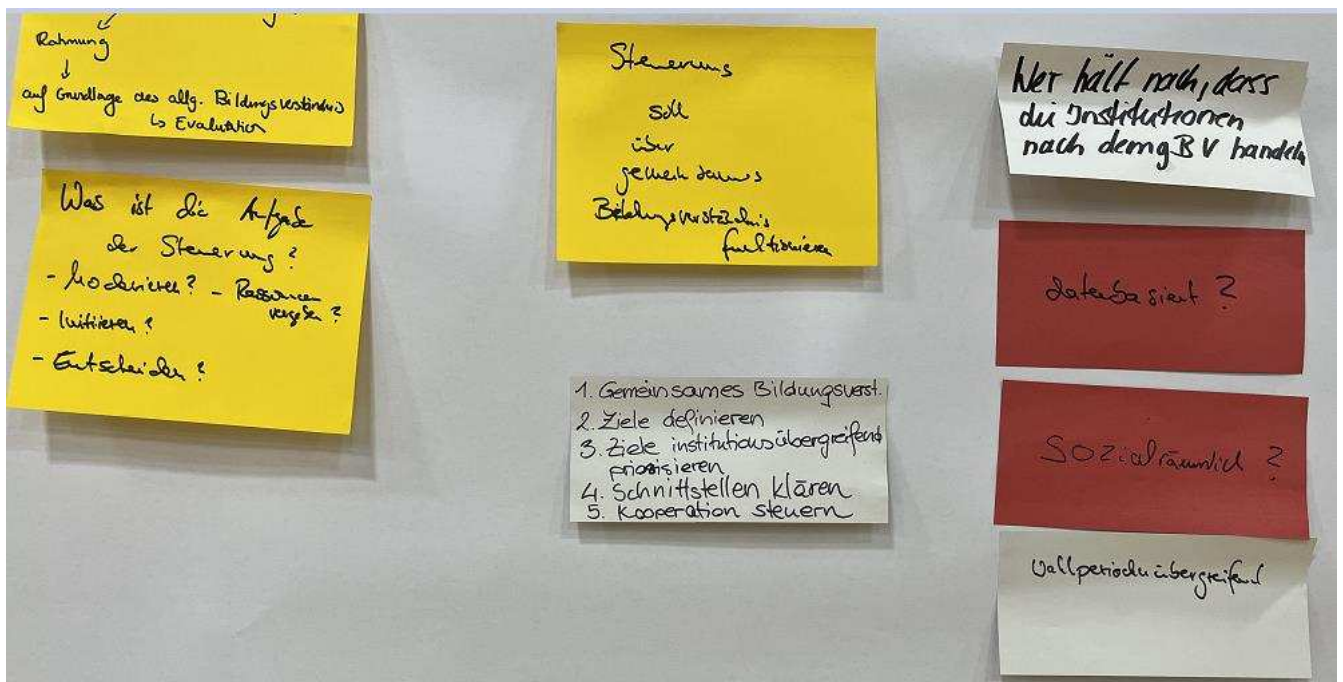 Rahmung
↓
auf Grundlage des allg. Bildungsverständnis
↳ Evaluation
Was ist die Aufgabe
der Steuerung?
- Moderieren? - Ressourcen
vergeben?
- Initiieren?
- Entscheiden?
Steuerung
soll
über
gemeinsames
Bildungsverständnis
funktionieren
1. Gemeinsames Bildungsverst.
2. Ziele definieren
3. Ziele institutionsübergreifend
priorisieren
4. Schnittstellen klären
5. Kooperation steuern
Wer hält nach, dass
die Institutionen
nach dem gBV handeln
datenbasiert?
Sozialräumlich?
Wahlperiodenübergreifend